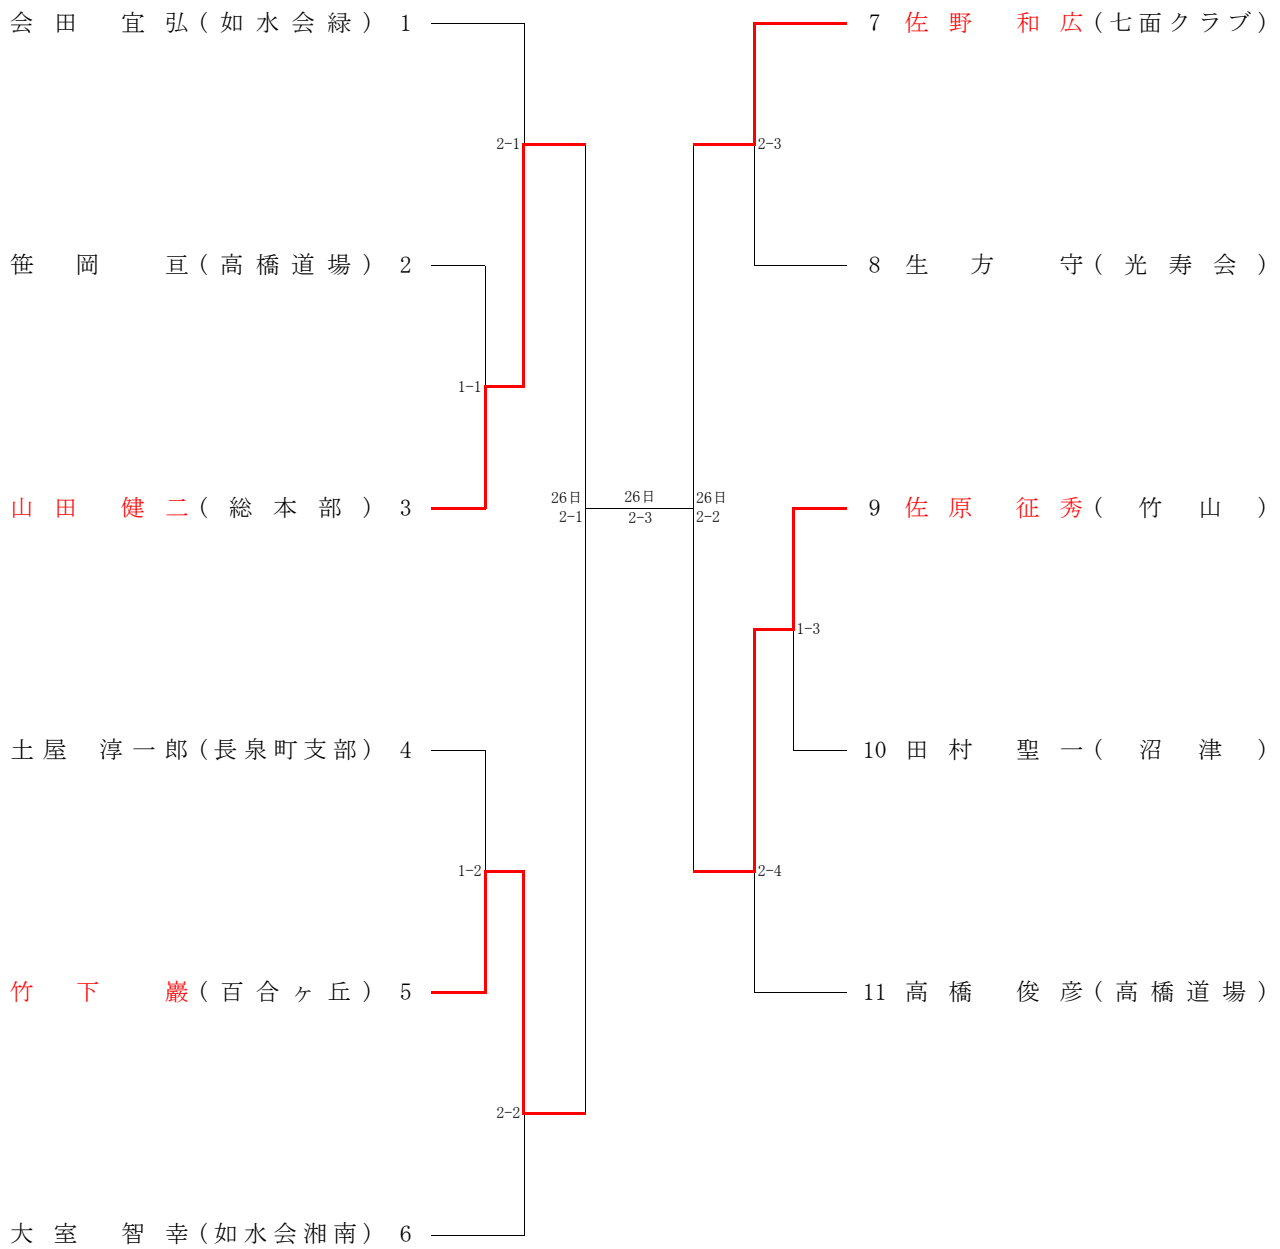 会田 宜弘(如水会緑) 1
2-1
笹岡 亘(高橋道場) 2
1-1
山田 健二(総本部) 3
土屋 淳一郎(長泉町支部) 4
1-2
竹下 巖(百合ヶ丘) 5
2-2
大室 智幸(如水会湘南) 6
26日
2-1
26日
2-3
26日
2-2
7 佐野 和広(七面クラブ)
2-3
8 生方 守(光寿会)
9 佐原 征秀(竹山)
1-3
10 田村 聖一(沼津)
2-4
11 高橋 俊彦(高橋道場)